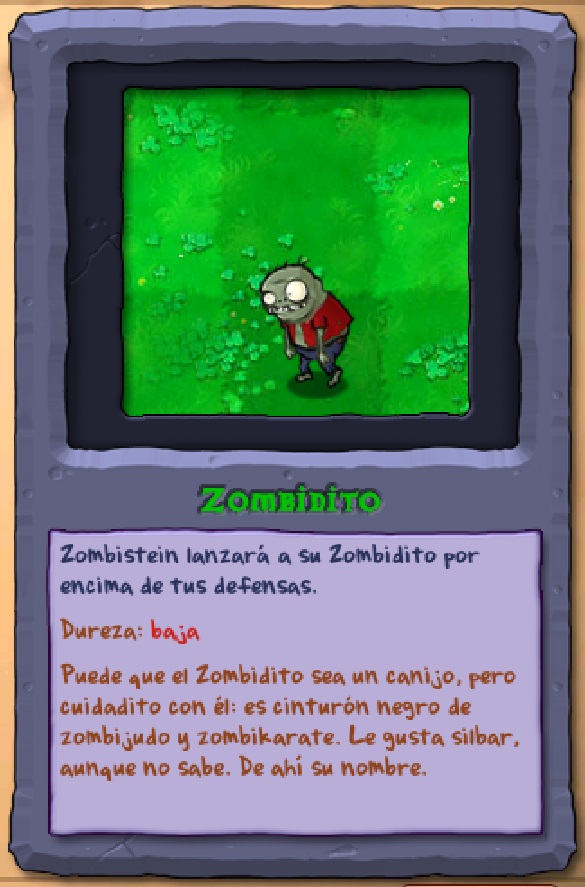 Zombidito
Zombistein lanzará a su Zombidito por
encima de tus defensas.
Dureza: baja
Puede que el Zombidito sea un canijo, pero
cuidadito con él: es cinturón negro de
zombijudo y zombikarate. Le gusta silbar,
aunque no sabe. De ahí su nombre.